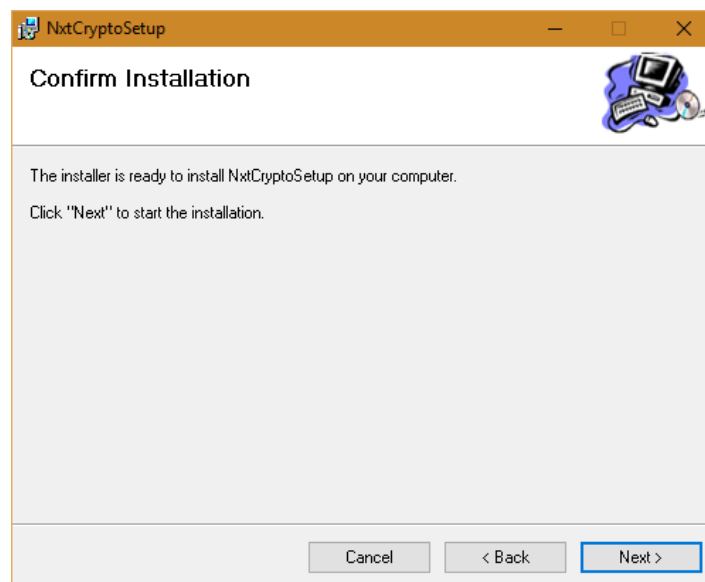 NxtCryptoSetup
Confirm Installation
The installer is ready to install NxtCryptoSetup on your computer.
Click "Next" to start the installation.
Cancel
< Back
Next >